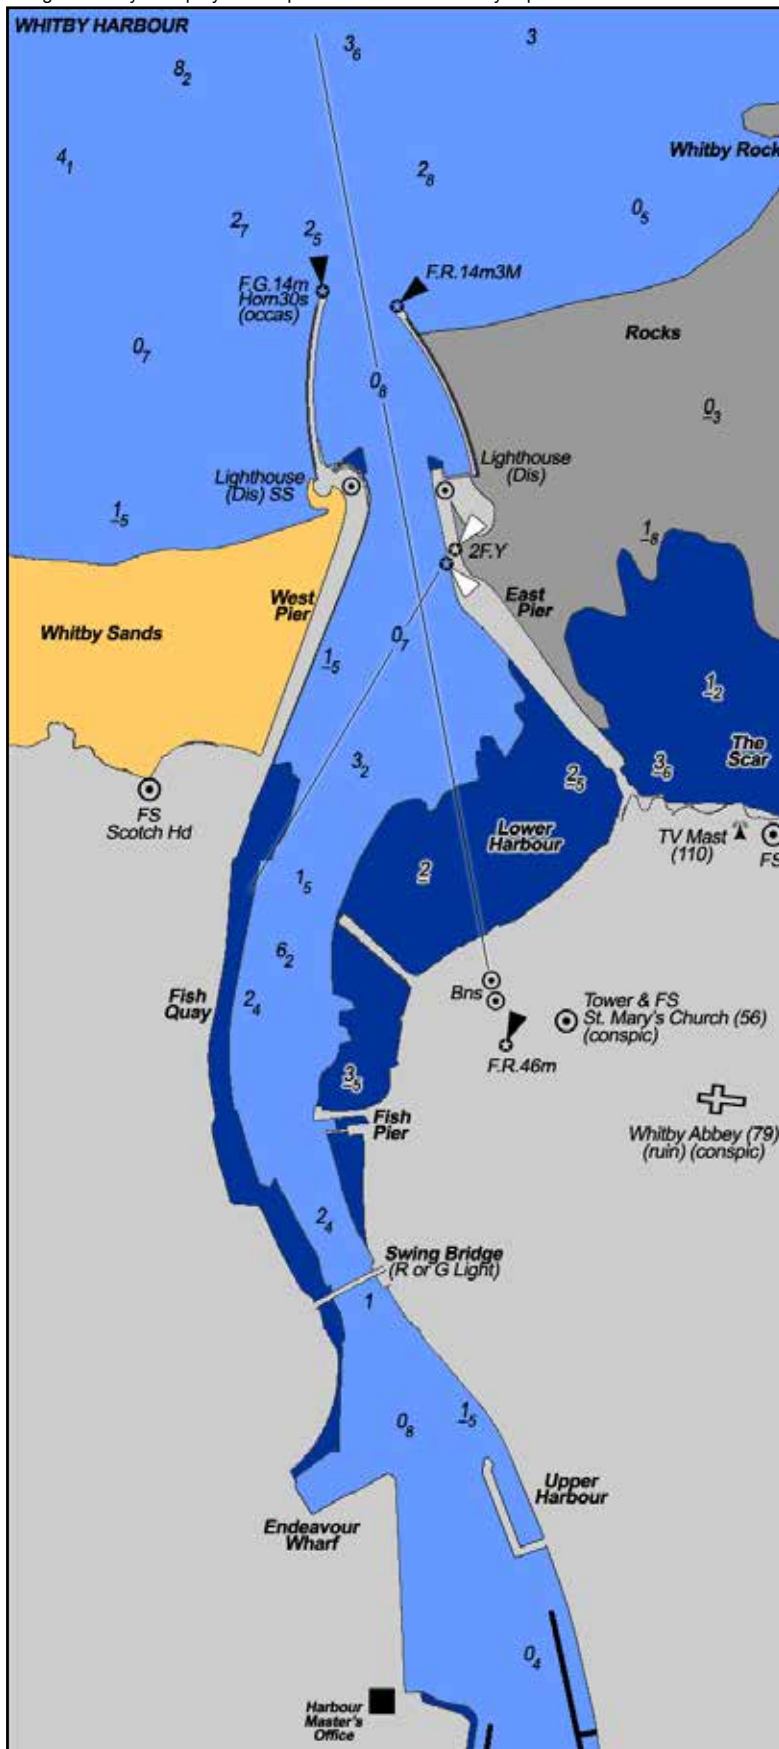 WHITBY HARBOUR
3₆
3
8₂
4₁
Whitby Rock
2₈
0₅
2₇
2₅
F.G.14m
Horn30s
(occas)
F.R.14m3M
Rocks
0₇
0₈
0₃
Lighthouse
(Dis) SS
Lighthouse
(Dis)
1₅
1₈
2F.Y
West
Pier
East
Pier
Whitby Sands
0₇
1₅
1₂
The
Scar
3₂
2₅
3₆
FS
Scotch Hd
Lower
Harbour
TV Mast
(110)
FS
1₅
2
6₂
Bns
Fish
Quay
2₄
Tower & FS
St. Mary's Church (56)
(conspic)
F.R.46m
3₅
Fish
Pier
Whitby Abbey (79)
(ruin) (conspic)
2₄
Swing Bridge
(R or G Light)
1
0₈
1₅
Upper
Harbour
Endeavour
Wharf
0₄
Harbour
Master's
Office